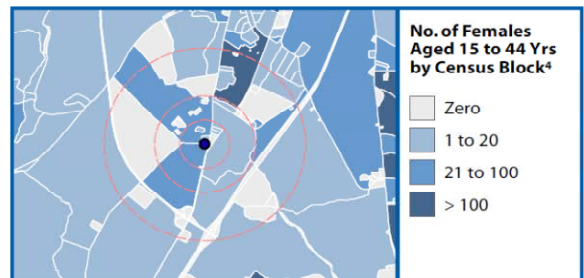 No. of Females
Aged 15 to 44 Yrs
by Census Block⁴
Zero
1 to 20
21 to 100
> 100